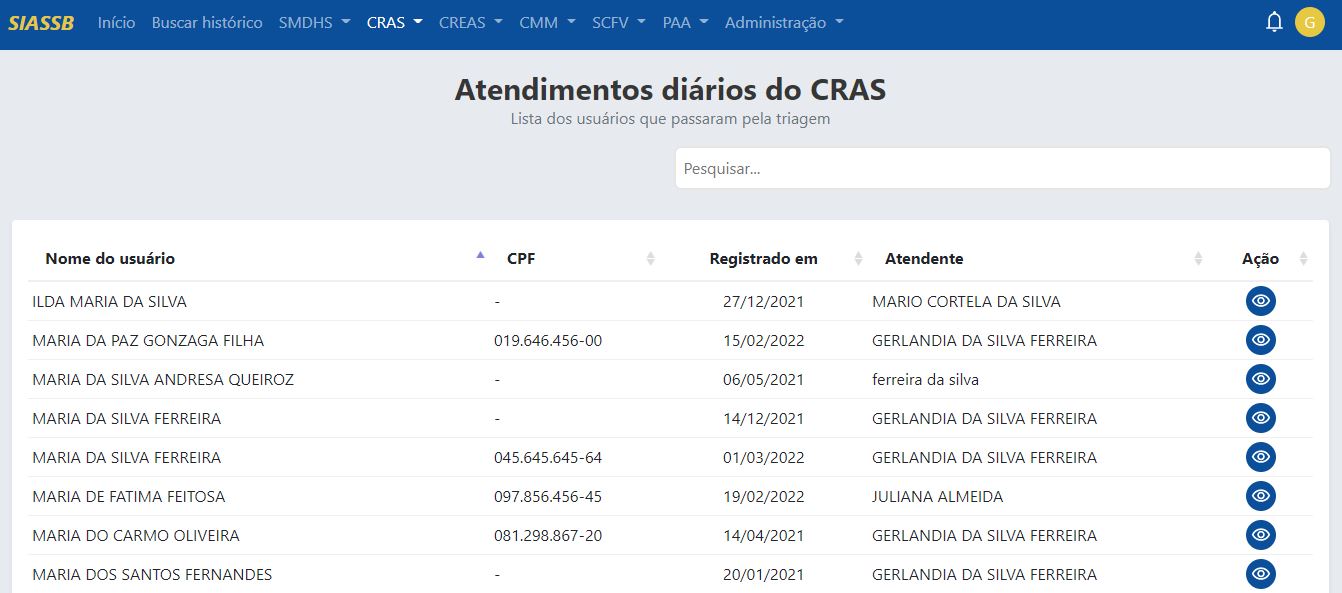 SIASSB Início Buscar histórico SMDHS CRAS CREAS CMM SCFV PAA Administração G
Atendimentos diários do CRAS
Lista dos usuários que passaram pela triagem
Pesquisar...
Nome do usuário CPF Registrado em Atendente Ação
ILDA MARIA DA SILVA - 27/12/2021 MARIO CORTELA DA SILVA
MARIA DA PAZ GONZAGA FILHA 019.646.456-00 15/02/2022 GERLANDIA DA SILVA FERREIRA
MARIA DA SILVA ANDRESA QUEIROZ - 06/05/2021 ferreira da silva
MARIA DA SILVA FERREIRA - 14/12/2021 GERLANDIA DA SILVA FERREIRA
MARIA DA SILVA FERREIRA 045.645.645-64 01/03/2022 GERLANDIA DA SILVA FERREIRA
MARIA DE FATIMA FEITOSA 097.856.456-45 19/02/2022 JULIANA ALMEIDA
MARIA DO CARMO OLIVEIRA 081.298.867-20 14/04/2021 GERLANDIA DA SILVA FERREIRA
MARIA DOS SANTOS FERNANDES - 20/01/2021 GERLANDIA DA SILVA FERREIRA